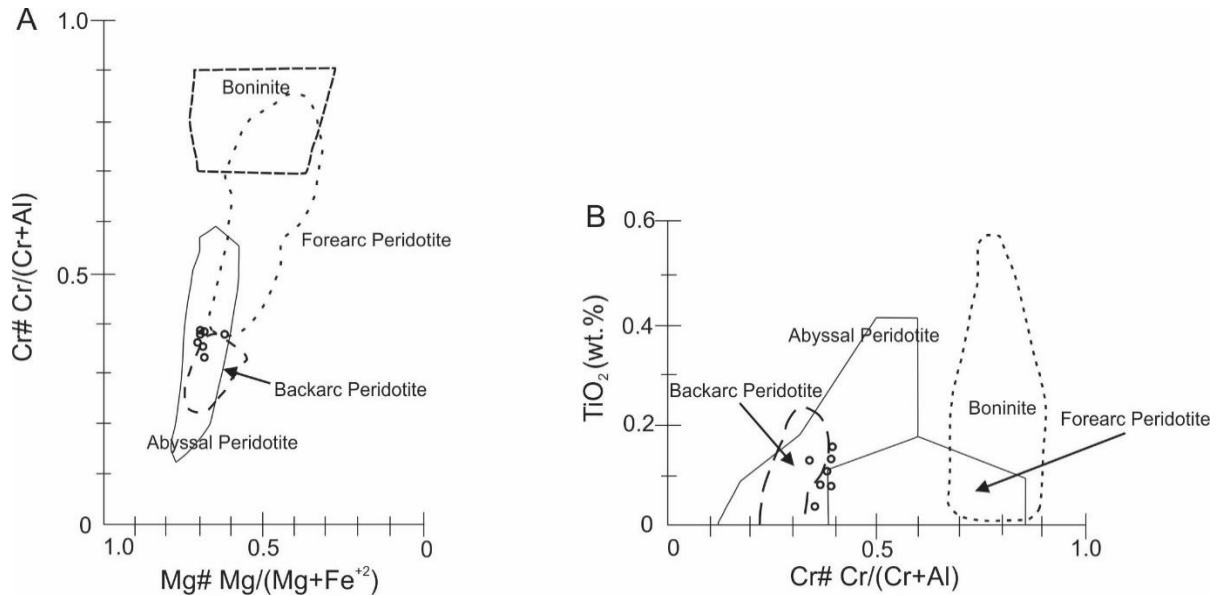 A
1.0
Boninite
Cr# Cr/(Cr+Al)
Forearc Peridotite
0.5
Backarc Peridotite
Abyssal Peridotite
0
1.0
0.5
0
Mg# Mg/(Mg+Fe⁺²)
B
0.6
TiO₂ (wt.%)
0.4
Abyssal Peridotite
Backarc Peridotite
Boninite
Forearc Peridotite
0.2
0
0
0.5
1.0
Cr# Cr/(Cr+Al)